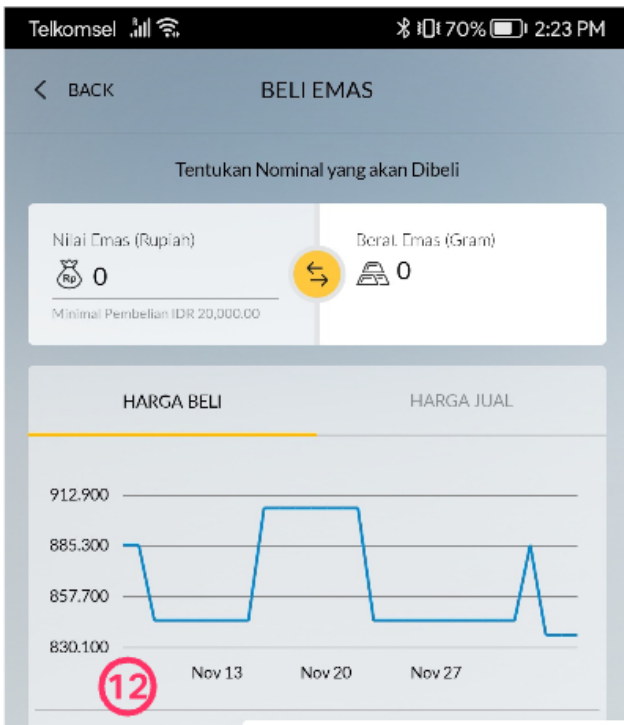 Telkomsel 70% 2:23 PM
BACK BELI EMAS
Tentukan Nominal yang akan Dibeli
Nilai Emas (Rupiah) Berat Emas (Gram)
Rp 0 0
Minimal Pembelian IDR 20,000.00
HARGA BELI HARGA JUAL
912.900
885.300
857.700
830.100
Nov 13 Nov 20 Nov 27
12